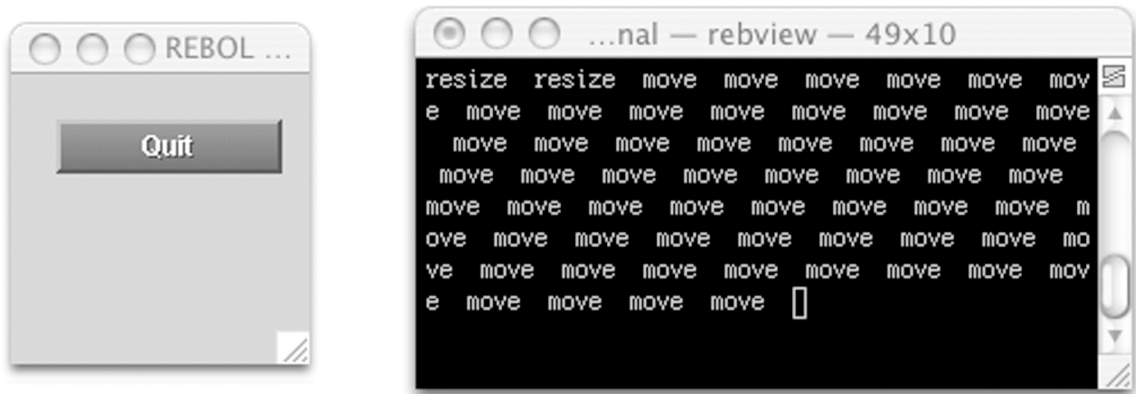 REBOL ...
Quit
...nal — rebview — 49x10
resize  resize  move  move  move  move  move  mov
e  move  move  move  move  move  move  move  move
  move  move  move  move  move  move  move  move
 move  move  move  move  move  move  move  move
move  move  move  move  move  move  move  move  m
ove  move  move  move  move  move  move  move  mo
ve  move  move  move  move  move  move  move  mov
e  move  move  move  move